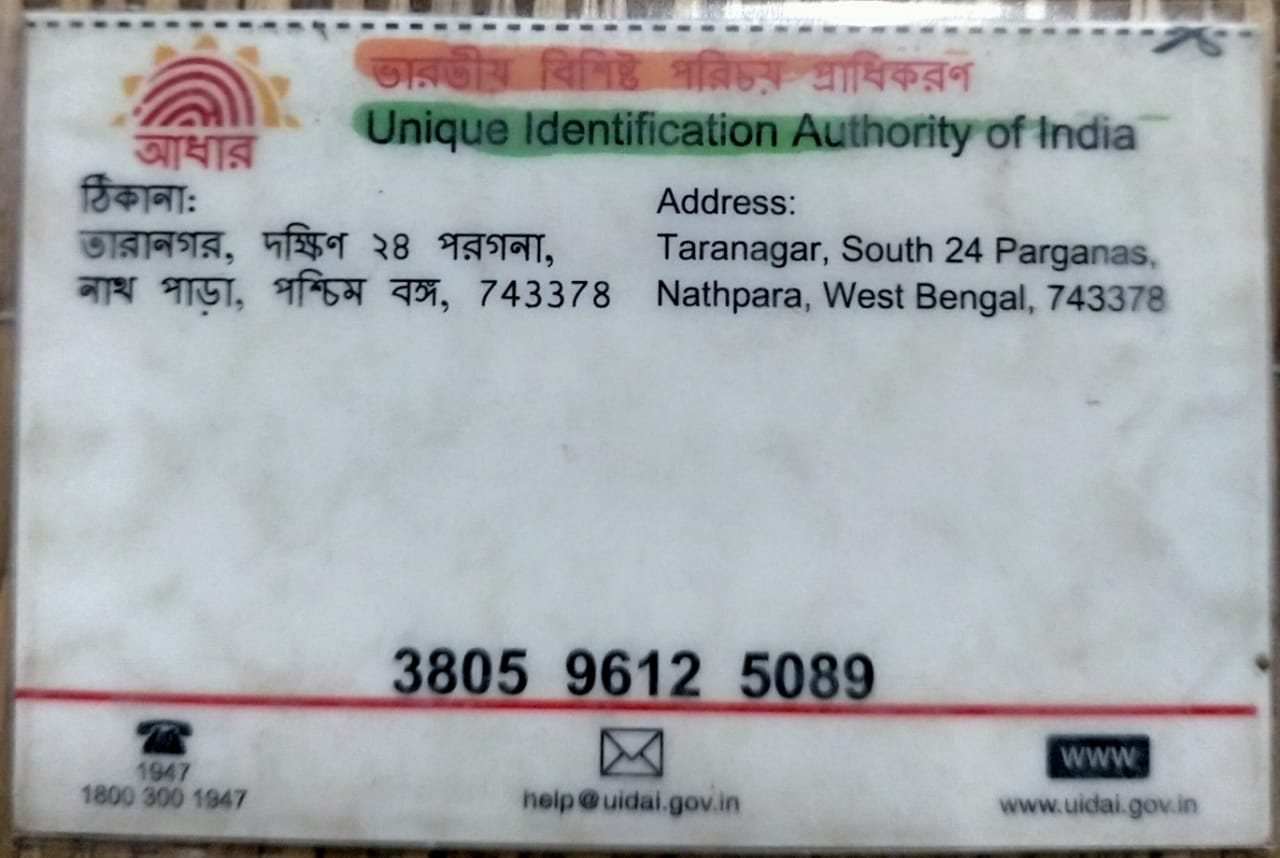 ভারতীয় বিশিষ্ট পরিচয় প্রাধিকরণ
Unique Identification Authority of India
আধার
ঠিকানা:
তারানগর, দক্ষিণ ২৪ পরগনা,
নাথ পাড়া, পশ্চিম বঙ্গ, 743378
Address:
Taranagar, South 24 Parganas,
Nathpara, West Bengal, 743378
3805 9612 5089
1947
1800 300 1947
help@uidai.gov.in
www
www.uidai.gov.in